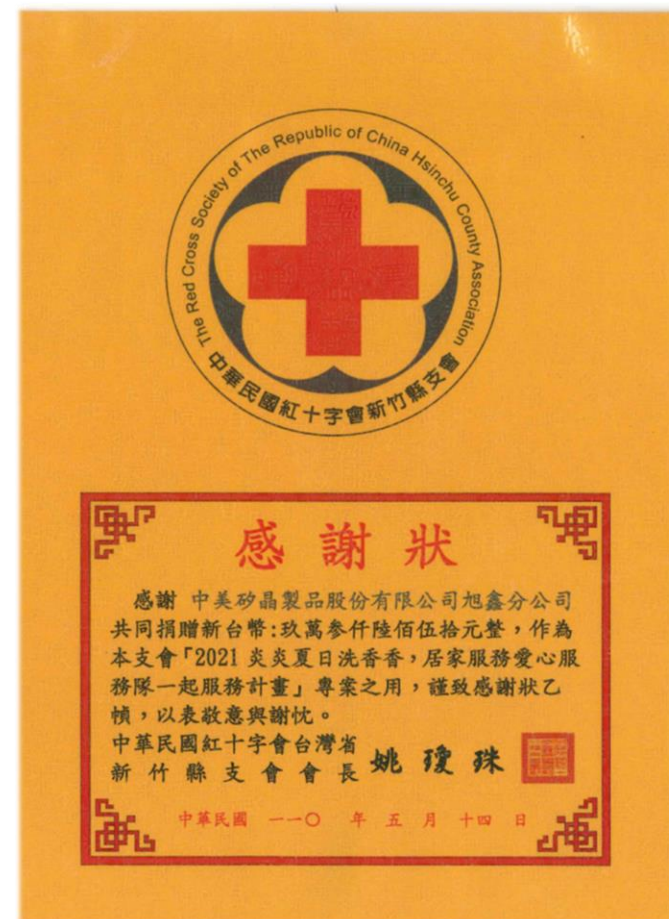 The Red Cross Society of The Republic of China Hsinchu County Association
中華民國紅十字會新竹縣支會
感謝狀
感謝 中美矽晶製品股份有限公司旭鑫分公司
共同捐贈新台幣:玖萬參仟陸佰伍拾元整，作為
本支會「2021 炎炎夏日洗香香，居家服務愛心服
務隊一起服務計畫」專案之用，謹致感謝狀乙
幀，以表敬意與謝忱。
中華民國紅十字會台灣省
新竹縣支會會長 姚瓊珠
中華民國 一一〇 年 五 月 十四 日